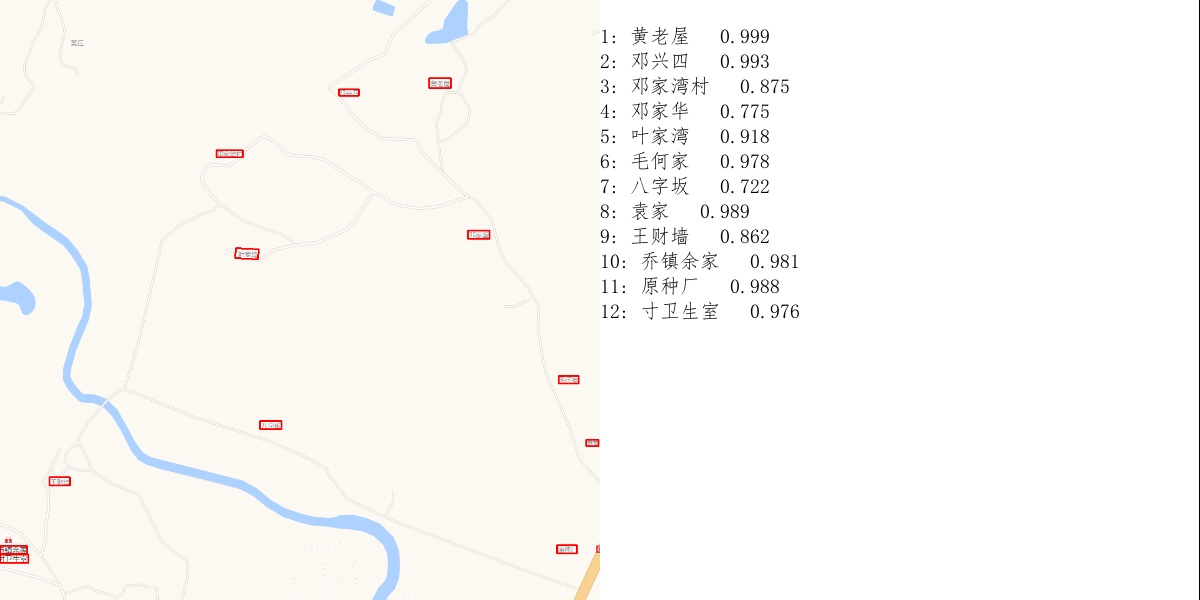 1: 黄老屋 0.999
2: 邓兴四 0.993
3: 邓家湾村 0.875
4: 邓家华 0.775
5: 叶家湾 0.918
6: 毛何家 0.978
7: 八字坂 0.722
8: 袁家 0.989
9: 王财墙 0.862
10: 乔镇余家 0.981
11: 原种厂 0.988
12: 寸卫生室 0.976